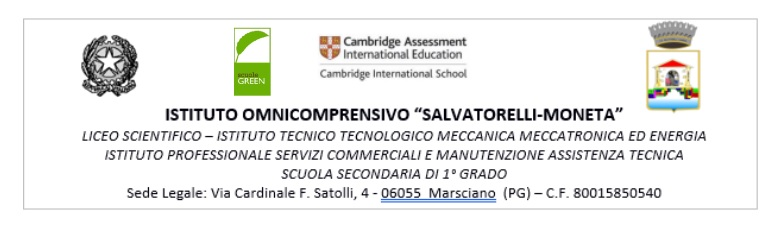 scuola
GREEN
Cambridge Assessment
International Education
Cambridge International School
ISTITUTO OMNICOMPRENSIVO “SALVATORELLI-MONETA”
LICEO SCIENTIFICO – ISTITUTO TECNICO TECNOLOGICO MECCANICA MECCATRONICA ED ENERGIA
ISTITUTO PROFESSIONALE SERVIZI COMMERCIALI E MANUTENZIONE ASSISTENZA TECNICA
SCUOLA SECONDARIA DI 1° GRADO
Sede Legale: Via Cardinale F. Satolli, 4 - 06055 Marsciano (PG) – C.F. 80015850540